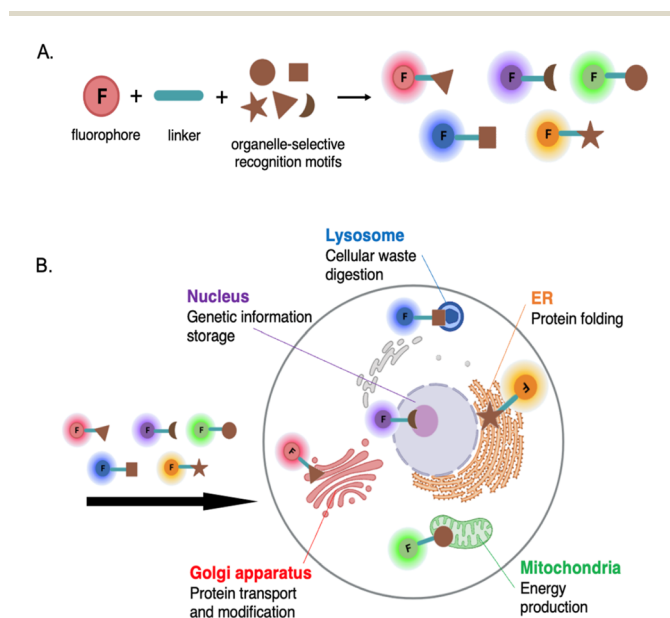 A.
F + + F F F
fluorophore linker organelle-selective
recognition motifs
F F
B.
Lysosome
Cellular waste
digestion
Nucleus
Genetic information
storage
ER
Protein folding
F
F
F F F
F
F F
F
F
Golgi apparatus
Protein transport
and modification
Mitochondria
Energy
production